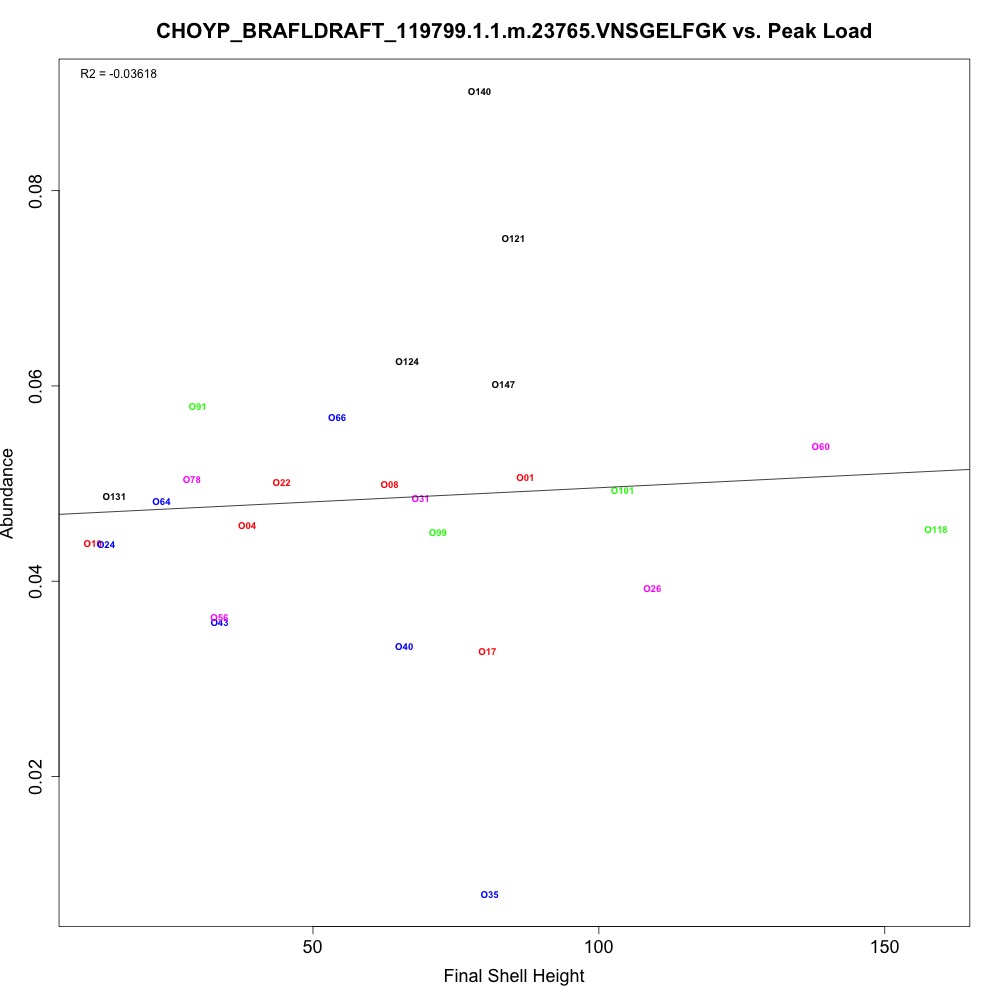 CHOYP_BRAFLDRAFT_119799.1.1.m.23765.VNSGELFGK vs. Peak Load
R2 = -0.03618
O140
0.08
O121
O124
O147
0.06
O91
O66
O60
O78
O22
O08
O01
O101
O131
O64
O31
O04
O99
O118
O24
Abundance
0.04
O26
O56
O43
O40
O17
0.02
O35
50
100
150
Final Shell Height